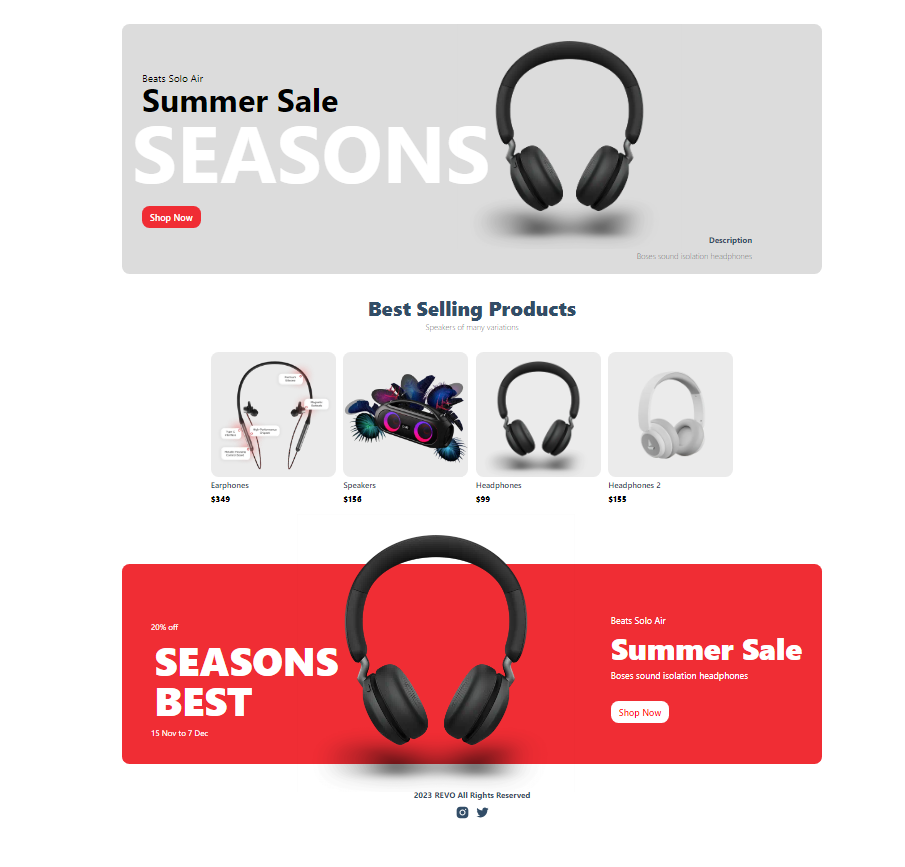 Beats Solo Air
Summer Sale
SEASONS
Shop Now
Description
Boses sound isolation headphones
Best Selling Products
Speakers of many variations
Earphones
$349
Speakers
$156
Headphones
$99
Headphones 2
$155
20% off
SEASONS
BEST
15 Nov to 7 Dec
Beats Solo Air
Summer Sale
Boses sound isolation headphones
Shop Now
2023 REVO All Rights Reserved